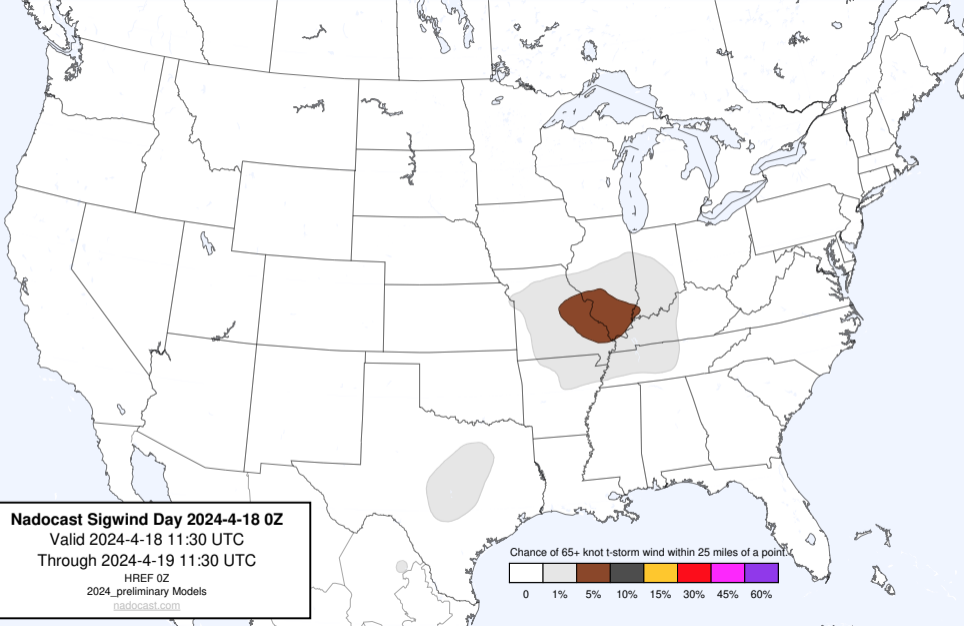 Nadocast Sigwind Day 2024-4-18 0Z
Valid 2024-4-18 11:30 UTC
Through 2024-4-19 11:30 UTC
HREF 0Z
2024_preliminary Models
nadocast.com
Chance of 65+ knot t-storm wind within 25 miles of a point.
0 1% 5% 10% 15% 30% 45% 60%